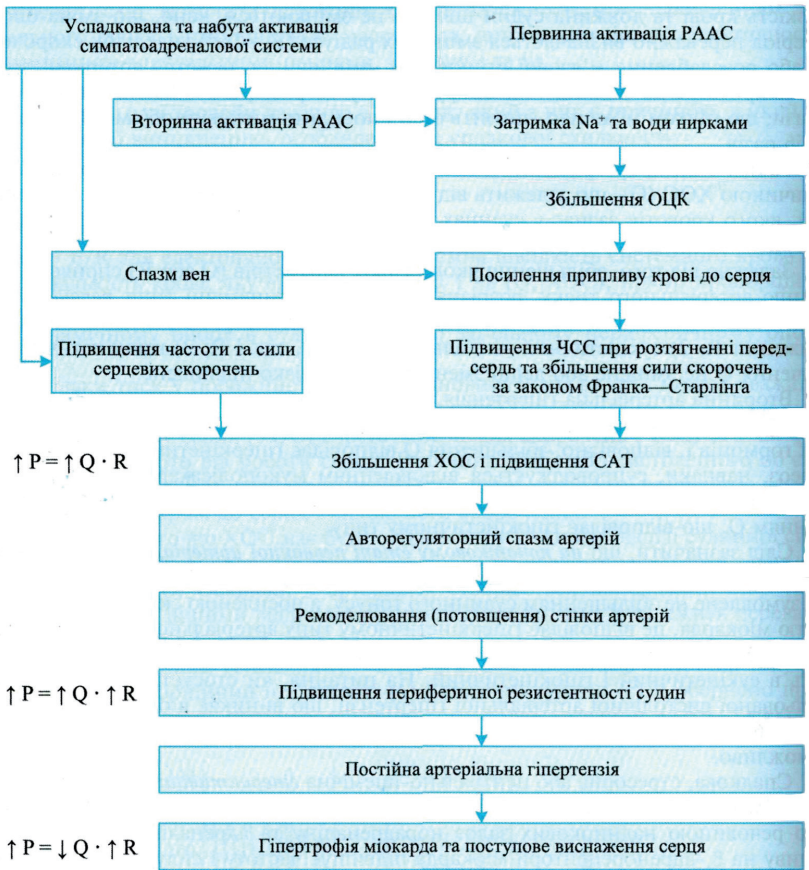 Успадкована та набута активація
симпатоадреналової системи
Первинна активація РААС
Вторинна активація РААС
Затримка Na⁺ та води нирками
Збільшення ОЦК
Спазм вен
Посилення припливу крові до серця
Підвищення частоти та сили
серцевих скорочень
Підвищення ЧСС при розтягненні перед-
сердь та збільшення сили скорочень
за законом Франка—Старлінґа
↑ P = ↑ Q · R
Збільшення ХОС і підвищення САТ
Авторегуляторний спазм артерій
Ремоделювання (потовщення) стінки артерій
↑ P = ↑ Q · ↑ R
Підвищення периферичної резистентності судин
Постійна артеріальна гіпертензія
↑ P = ↓ Q · ↑ R
Гіпертрофія міокарда та поступове виснаження серця